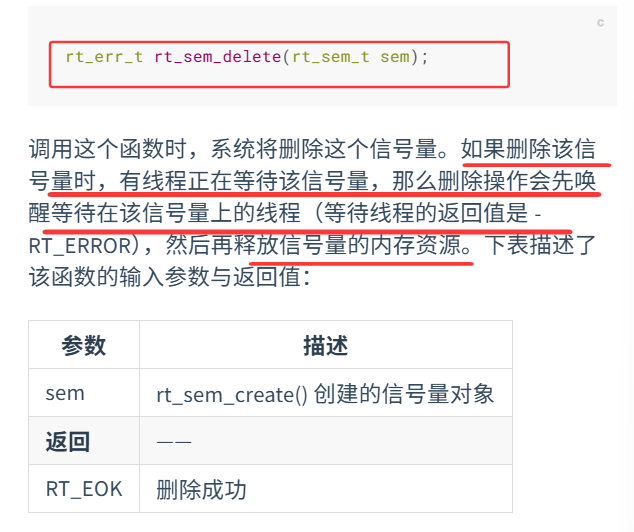 C
rt_err_t rt_sem_delete(rt_sem_t sem);
调用这个函数时，系统将删除这个信号量。如果删除该信
号量时，有线程正在等待该信号量，那么删除操作会先唤
醒等待在该信号量上的线程（等待线程的返回值是 -
RT_ERROR），然后再释放信号量的内存资源。下表描述了
该函数的输入参数与返回值：
参数 描述
sem rt_sem_create() 创建的信号量对象
返回 ——
RT_EOK 删除成功